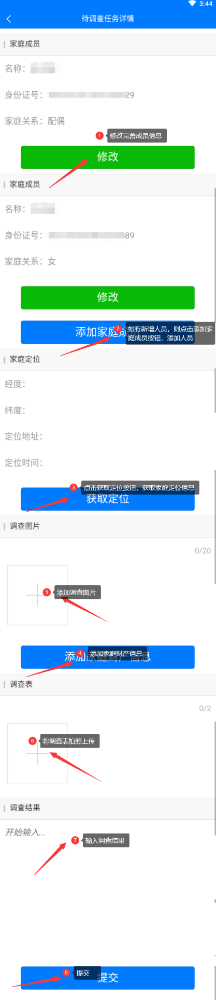 3:44
待调查任务详情
家庭成员
名称:
身份证号: 29
家庭关系: 配偶
1 修改完善成员信息
修改
家庭成员
名称:
身份证号: 89
家庭关系: 女
修改
添加家庭成
2 如有新增人员，则点击添加家
庭成员按钮，添加人员
家庭定位
经度:
纬度:
定位地址:
定位时间:
3 点击获取定位按钮，获取家庭定位信息
获取定位
调查图片
0/20
5 添加调查图片
4 添加家庭财产信息
添加家庭财产信息
调查表
0/2
6 将调查表拍照上传
调查结果
开始输入...
7 输入调查结果
8 提交
提交